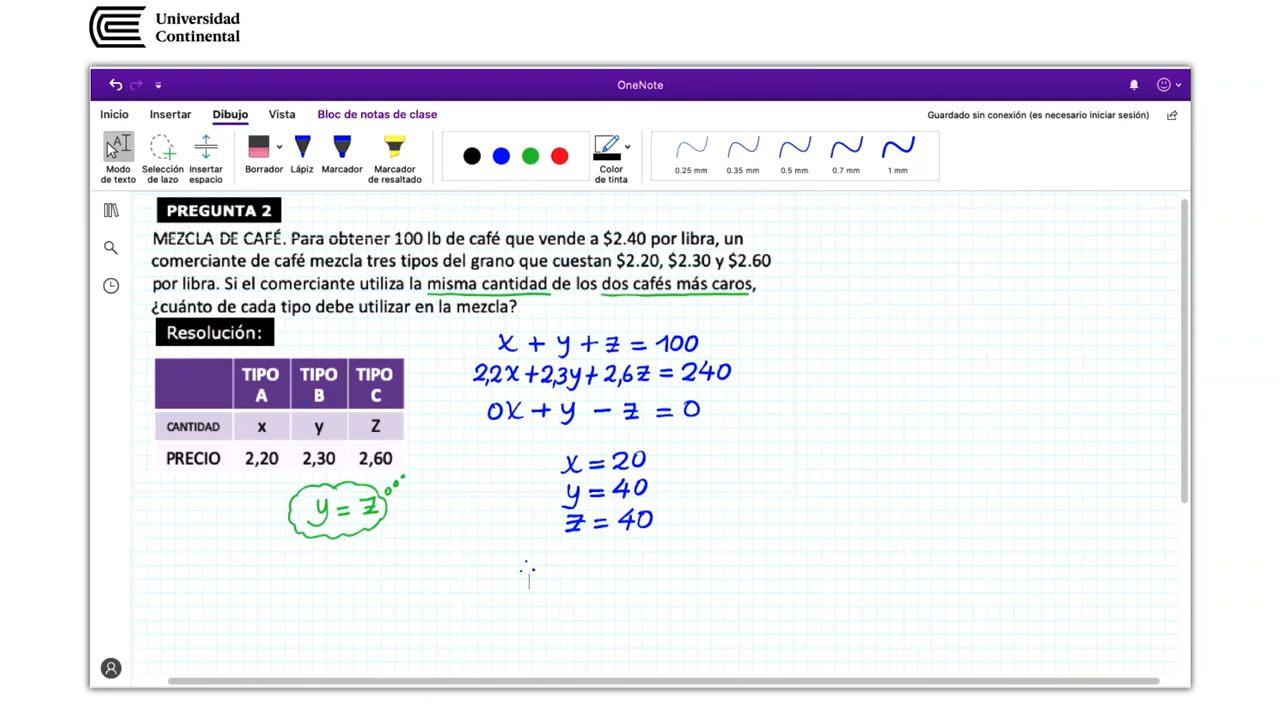 Universidad
Continental
OneNote
Inicio Insertar Dibujo Vista Bloc de notas de clase
Guardado sin conexión (es necesario iniciar sesión)
Modo de texto
Selección de lazo
Insertar espacio
Borrador
Lápiz
Marcador
Marcador de resaltado
Color de tinta
0.25 mm 0.35 mm 0.5 mm 0.7 mm 1 mm
PREGUNTA 2
MEZCLA DE CAFÉ. Para obtener 100 lb de café que vende a $2.40 por libra, un
comerciante de café mezcla tres tipos del grano que cuestan $2.20, $2.30 y $2.60
por libra. Si el comerciante utiliza la misma cantidad de los dos cafés más caros,
¿cuánto de cada tipo debe utilizar en la mezcla?
Resolución:
TIPO A TIPO B TIPO C
CANTIDAD x y Z
PRECIO 2,20 2,30 2,60
y = z
x + y + z = 100
2,2x + 2,3y + 2,6z = 240
0x + y - z = 0
x = 20
y = 40
z = 40
∴